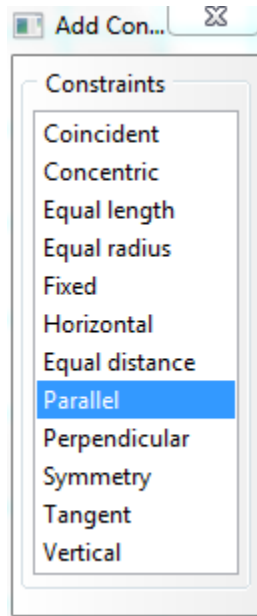 Add Con...
Constraints
Coincident
Concentric
Equal length
Equal radius
Fixed
Horizontal
Equal distance
Parallel
Perpendicular
Symmetry
Tangent
Vertical